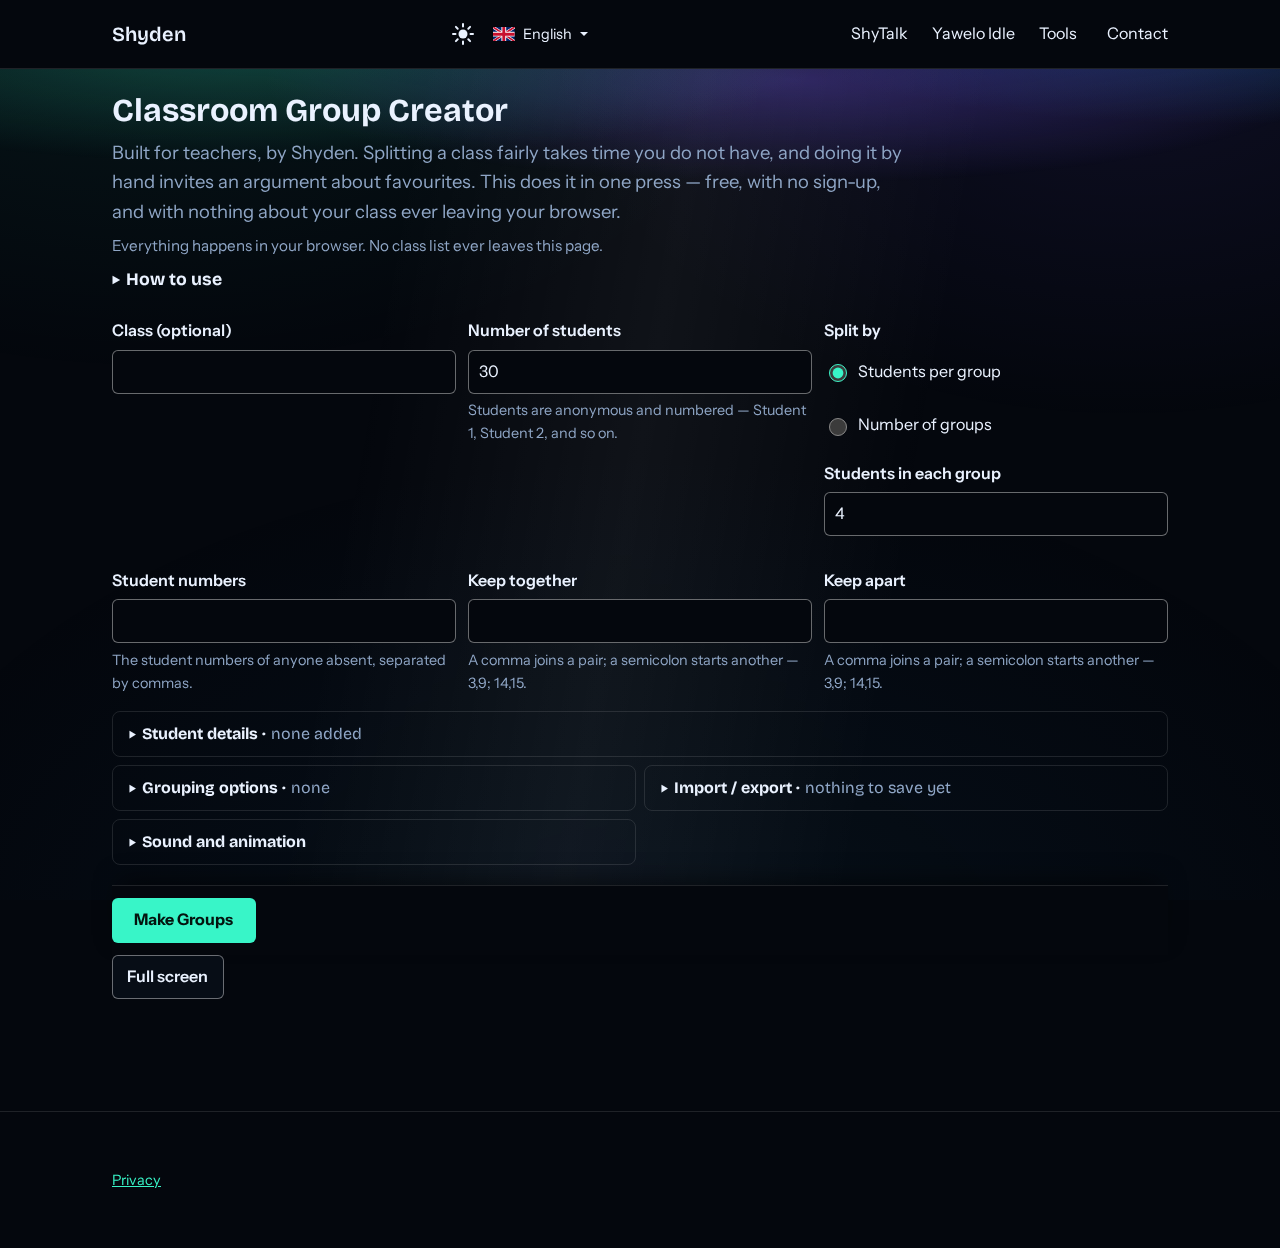 Shyden
English
ShyTalk
Yawelo Idle
Tools
Contact
Classroom Group Creator
Built for teachers, by Shyden. Splitting a class fairly takes time you do not have, and doing it by
hand invites an argument about favourites. This does it in one press — free, with no sign-up,
and with nothing about your class ever leaving your browser.
Everything happens in your browser. No class list ever leaves this page.
How to use
Class (optional)
Number of students
30
Students are anonymous and numbered — Student
1, Student 2, and so on.
Split by
Students per group
Number of groups
Students in each group
4
Student numbers
The student numbers of anyone absent, separated
by commas.
Keep together
A comma joins a pair; a semicolon starts another —
3,9; 14,15.
Keep apart
A comma joins a pair; a semicolon starts another —
3,9; 14,15.
Student details · none added
Grouping options · none
Import / export · nothing to save yet
Sound and animation
Make Groups
Full screen
Privacy